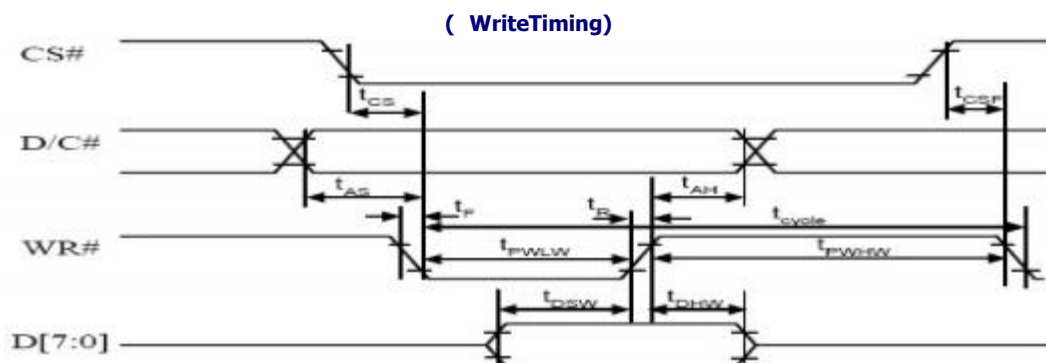 ( WriteTiming)
CS#
tCS
tCSF
D/C#
tAS
tAH
tF
tR
tcycle
WR#
tPWLW
tPWHW
tDSW
tDHW
D[7:0]